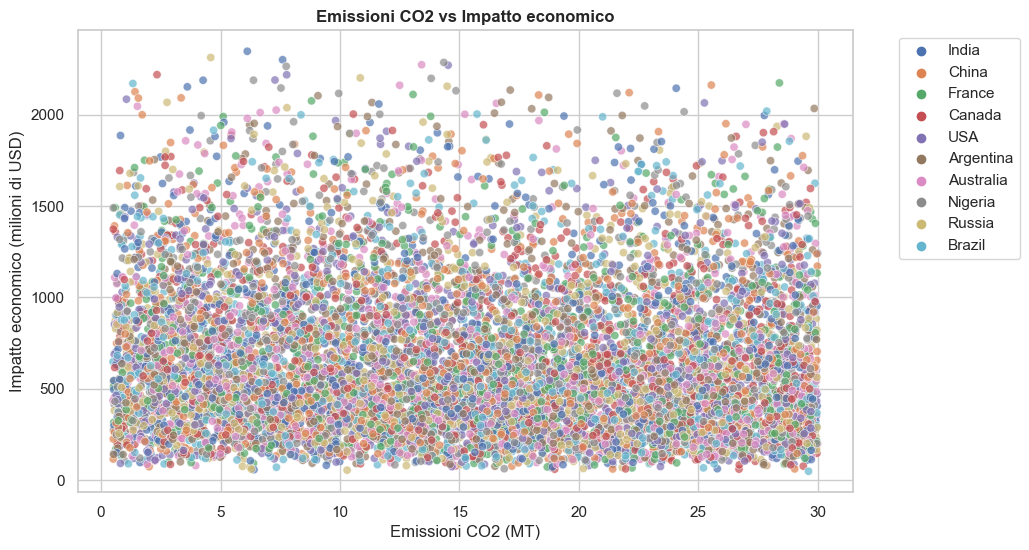 Emissioni CO2 vs Impatto economico
Impatto economico (milioni di USD)
2000
1500
1000
500
0
0
5
10
15
20
25
30
Emissioni CO2 (MT)
India
China
France
Canada
USA
Argentina
Australia
Nigeria
Russia
Brazil